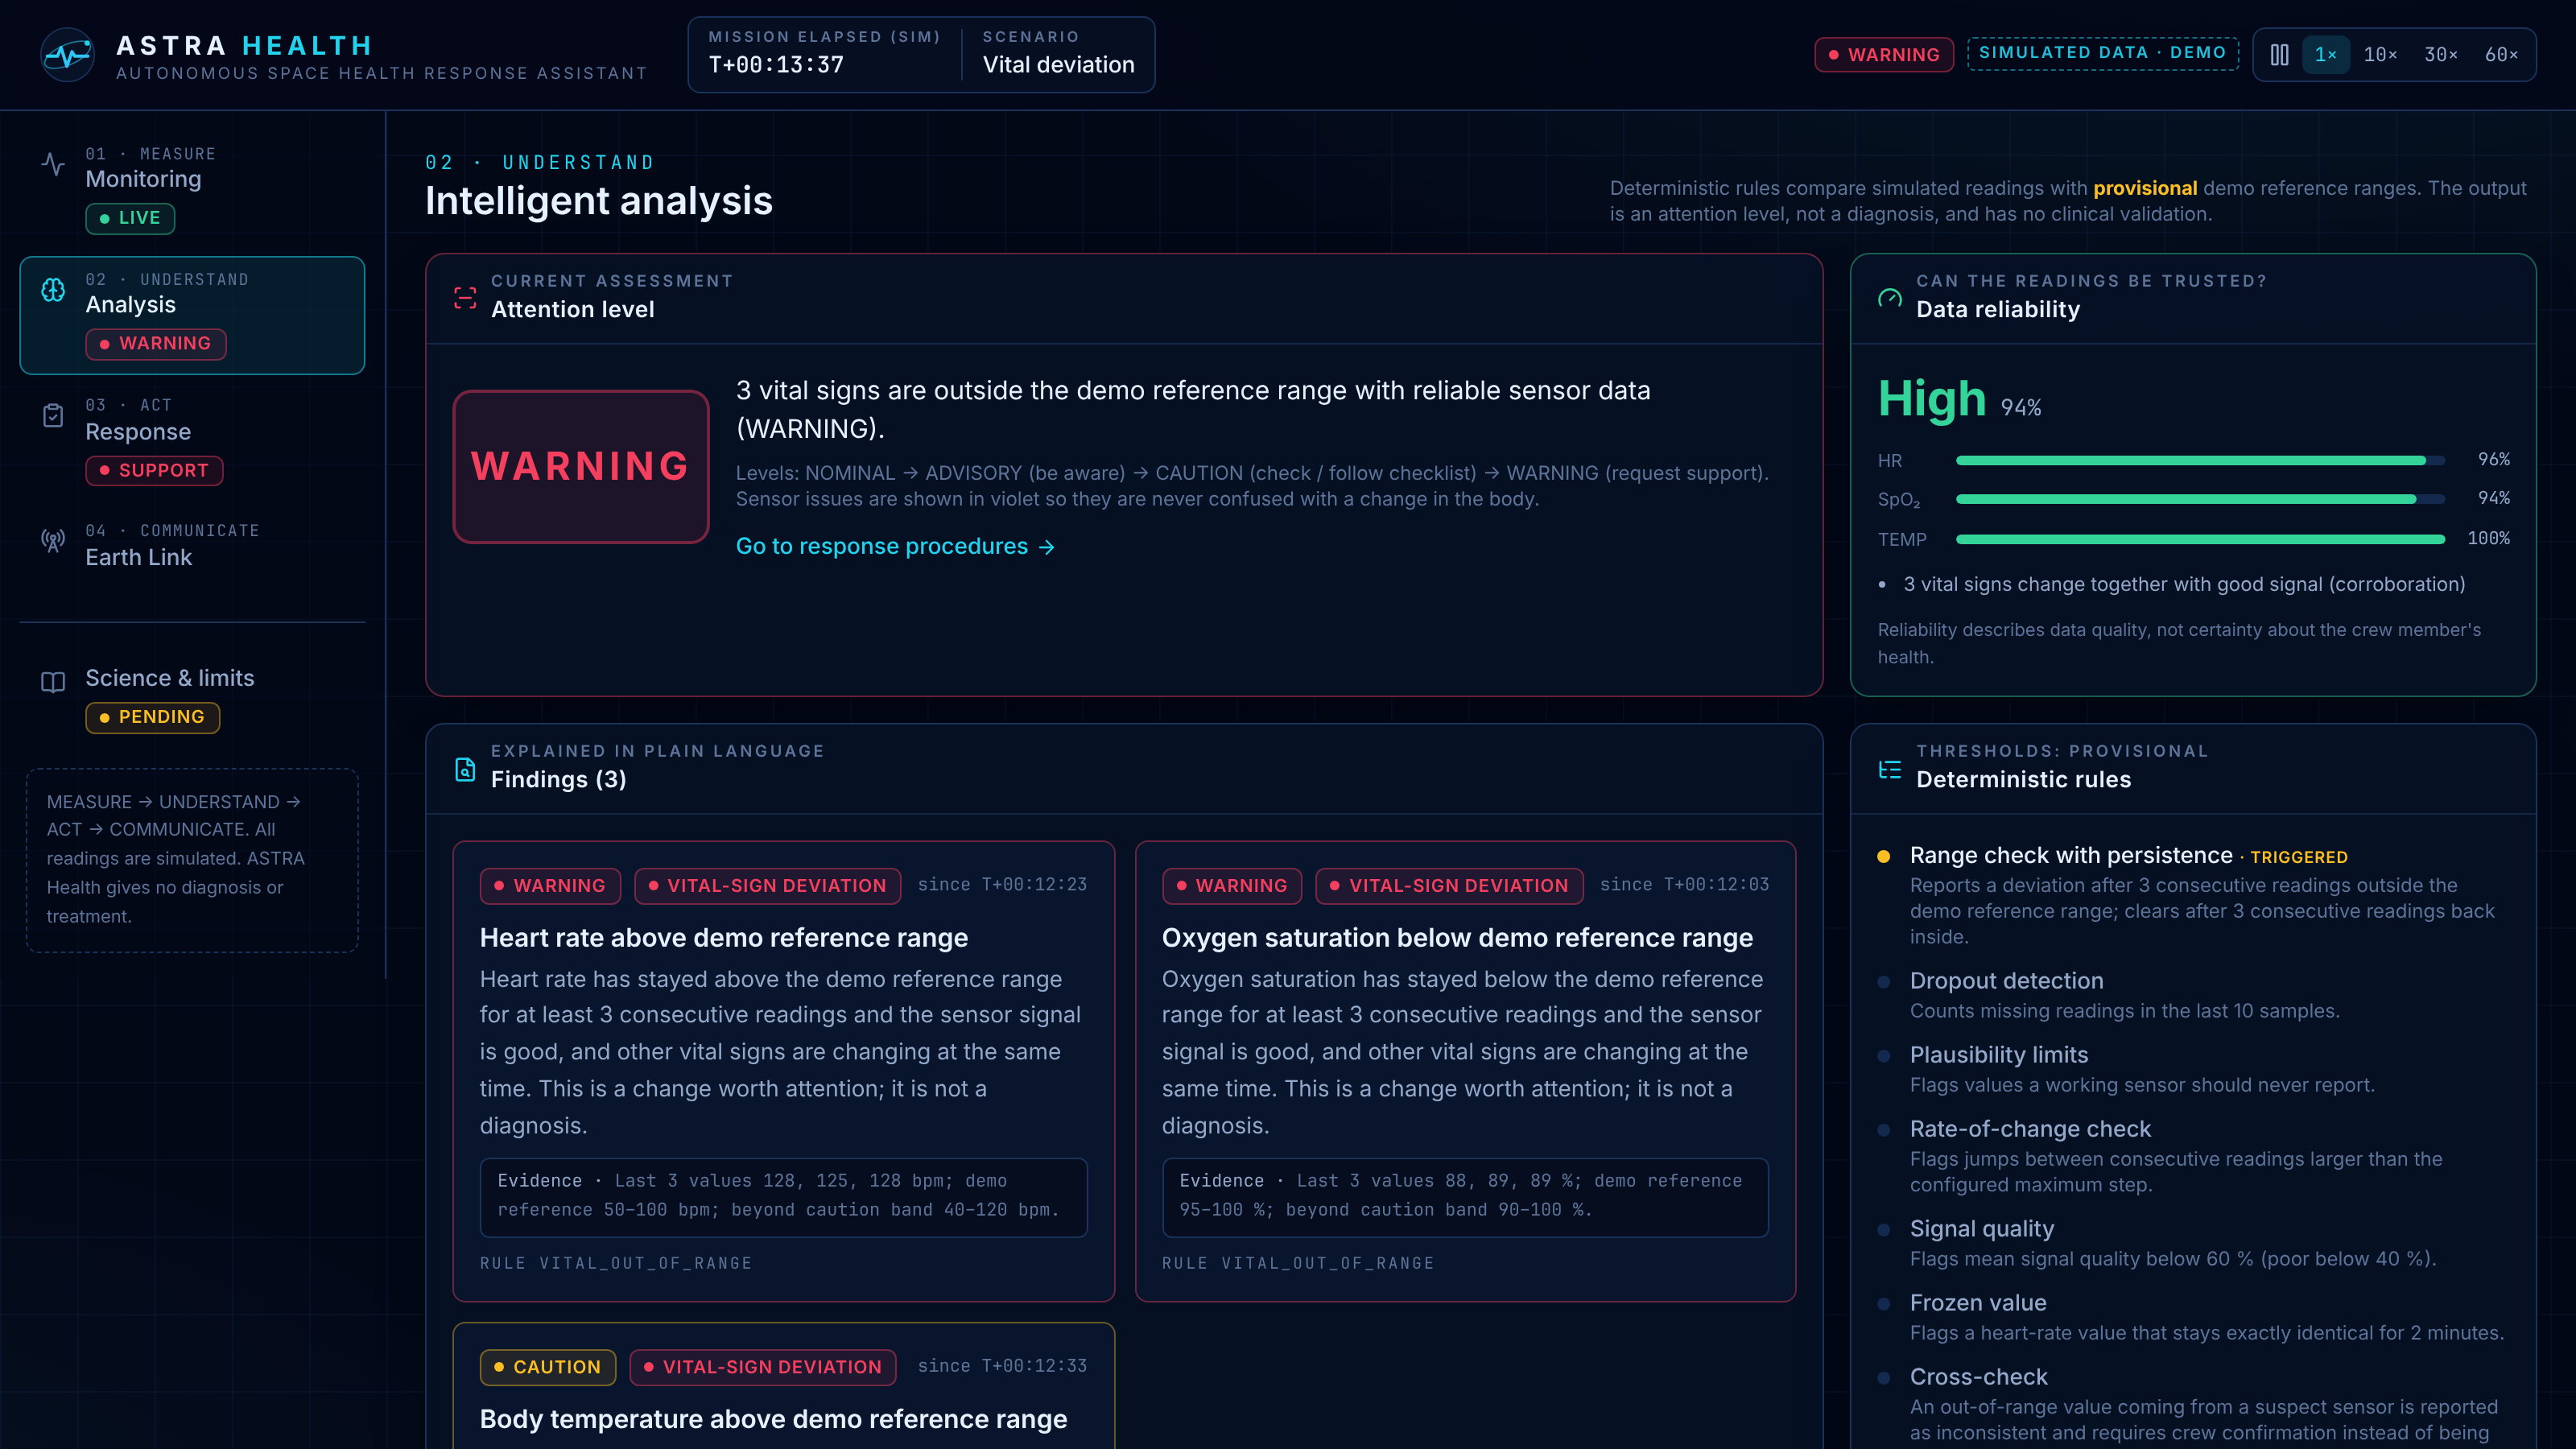 ASTRA HEALTH
AUTONOMOUS SPACE HEALTH RESPONSE ASSISTANT
MISSION ELAPSED (SIM)
T+00:13:37
SCENARIO
Vital deviation
WARNING
SIMULATED DATA · DEMO
1×
10×
30×
60×
01 · MEASURE
Monitoring
LIVE
02 · UNDERSTAND
Analysis
WARNING
03 · ACT
Response
SUPPORT
04 · COMMUNICATE
Earth Link
Science & limits
PENDING
MEASURE → UNDERSTAND →
ACT → COMMUNICATE. All
readings are simulated. ASTRA
Health gives no diagnosis or
treatment.
02 · UNDERSTAND
Intelligent analysis
Deterministic rules compare simulated readings with provisional demo reference ranges. The output
is an attention level, not a diagnosis, and has no clinical validation.
CURRENT ASSESSMENT
Attention level
WARNING
3 vital signs are outside the demo reference range with reliable sensor data
(WARNING).
Levels: NOMINAL → ADVISORY (be aware) → CAUTION (check / follow checklist) → WARNING (request support).
Sensor issues are shown in violet so they are never confused with a change in the body.
Go to response procedures →
CAN THE READINGS BE TRUSTED?
Data reliability
High 94%
HR 96%
SpO₂ 94%
TEMP 100%
• 3 vital signs change together with good signal (corroboration)
Reliability describes data quality, not certainty about the crew member's
health.
EXPLAINED IN PLAIN LANGUAGE
Findings (3)
WARNING VITAL-SIGN DEVIATION since T+00:12:23
Heart rate above demo reference range
Heart rate has stayed above the demo reference range
for at least 3 consecutive readings and the sensor signal
is good, and other vital signs are changing at the same
time. This is a change worth attention; it is not a
diagnosis.
Evidence · Last 3 values 128, 125, 128 bpm; demo
reference 50–100 bpm; beyond caution band 40–120 bpm.
RULE VITAL_OUT_OF_RANGE
WARNING VITAL-SIGN DEVIATION since T+00:12:03
Oxygen saturation below demo reference range
Oxygen saturation has stayed below the demo reference
range for at least 3 consecutive readings and the sensor
signal is good, and other vital signs are changing at the
same time. This is a change worth attention; it is not a
diagnosis.
Evidence · Last 3 values 88, 89, 89 %; demo reference
95–100 %; beyond caution band 90–100 %.
RULE VITAL_OUT_OF_RANGE
CAUTION VITAL-SIGN DEVIATION since T+00:12:33
Body temperature above demo reference range
THRESHOLDS: PROVISIONAL
Deterministic rules
Range check with persistence · TRIGGERED
Reports a deviation after 3 consecutive readings outside the
demo reference range; clears after 3 consecutive readings back
inside.
Dropout detection
Counts missing readings in the last 10 samples.
Plausibility limits
Flags values a working sensor should never report.
Rate-of-change check
Flags jumps between consecutive readings larger than the
configured maximum step.
Signal quality
Flags mean signal quality below 60 % (poor below 40 %).
Frozen value
Flags a heart-rate value that stays exactly identical for 2 minutes.
Cross-check
An out-of-range value coming from a suspect sensor is reported
as inconsistent and requires crew confirmation instead of being